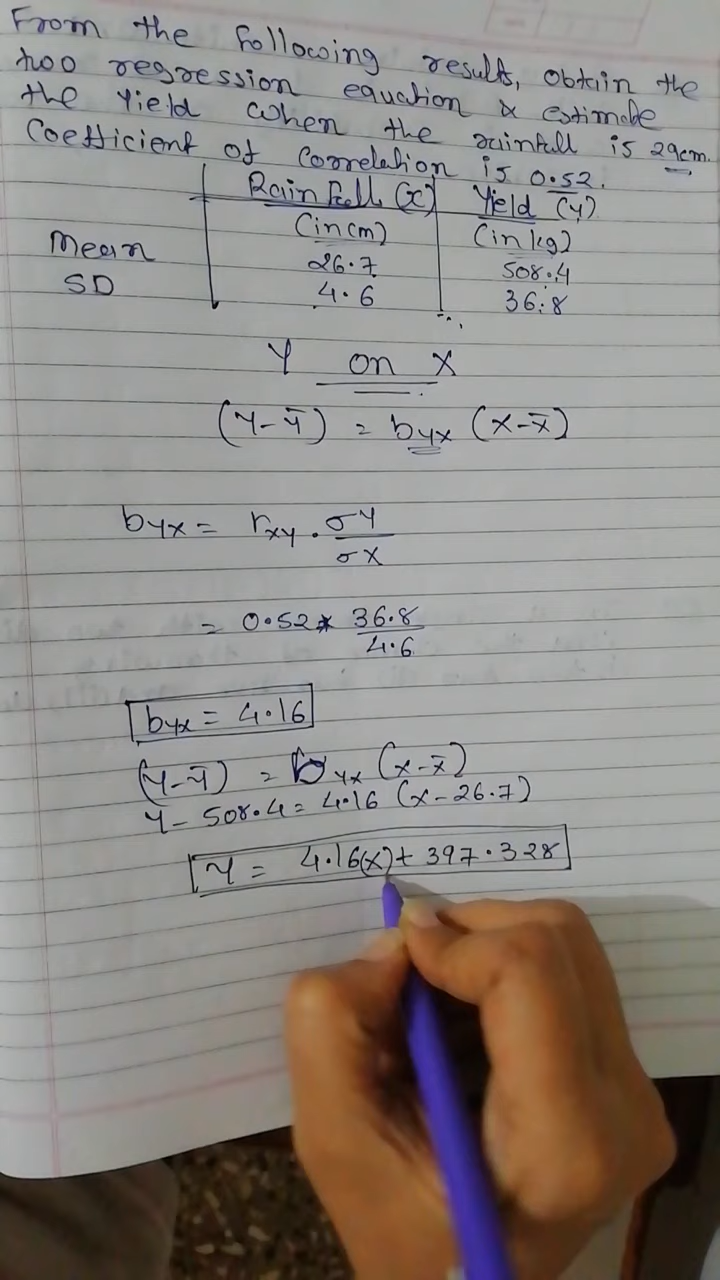 From the following results, obtain the
two regression equation & estimate
the yield when the rainfall is 29cm.
Coefficient of Correlation is 0.52.
Rainfall (x) Yield (y)
(in cm) (in kg)
Mean 26.7 508.4
SD 4.6 36.8
Y on X
(Y-Ȳ) = byx (X-X̄)
byx = rxy . σY / σX
= 0.52 * 36.8 / 4.6
byx = 4.16
(Y-Ȳ) = byx (x-x̄)
Y - 508.4 = 4.16 (x - 26.7)
Y = 4.16(x) + 397.328